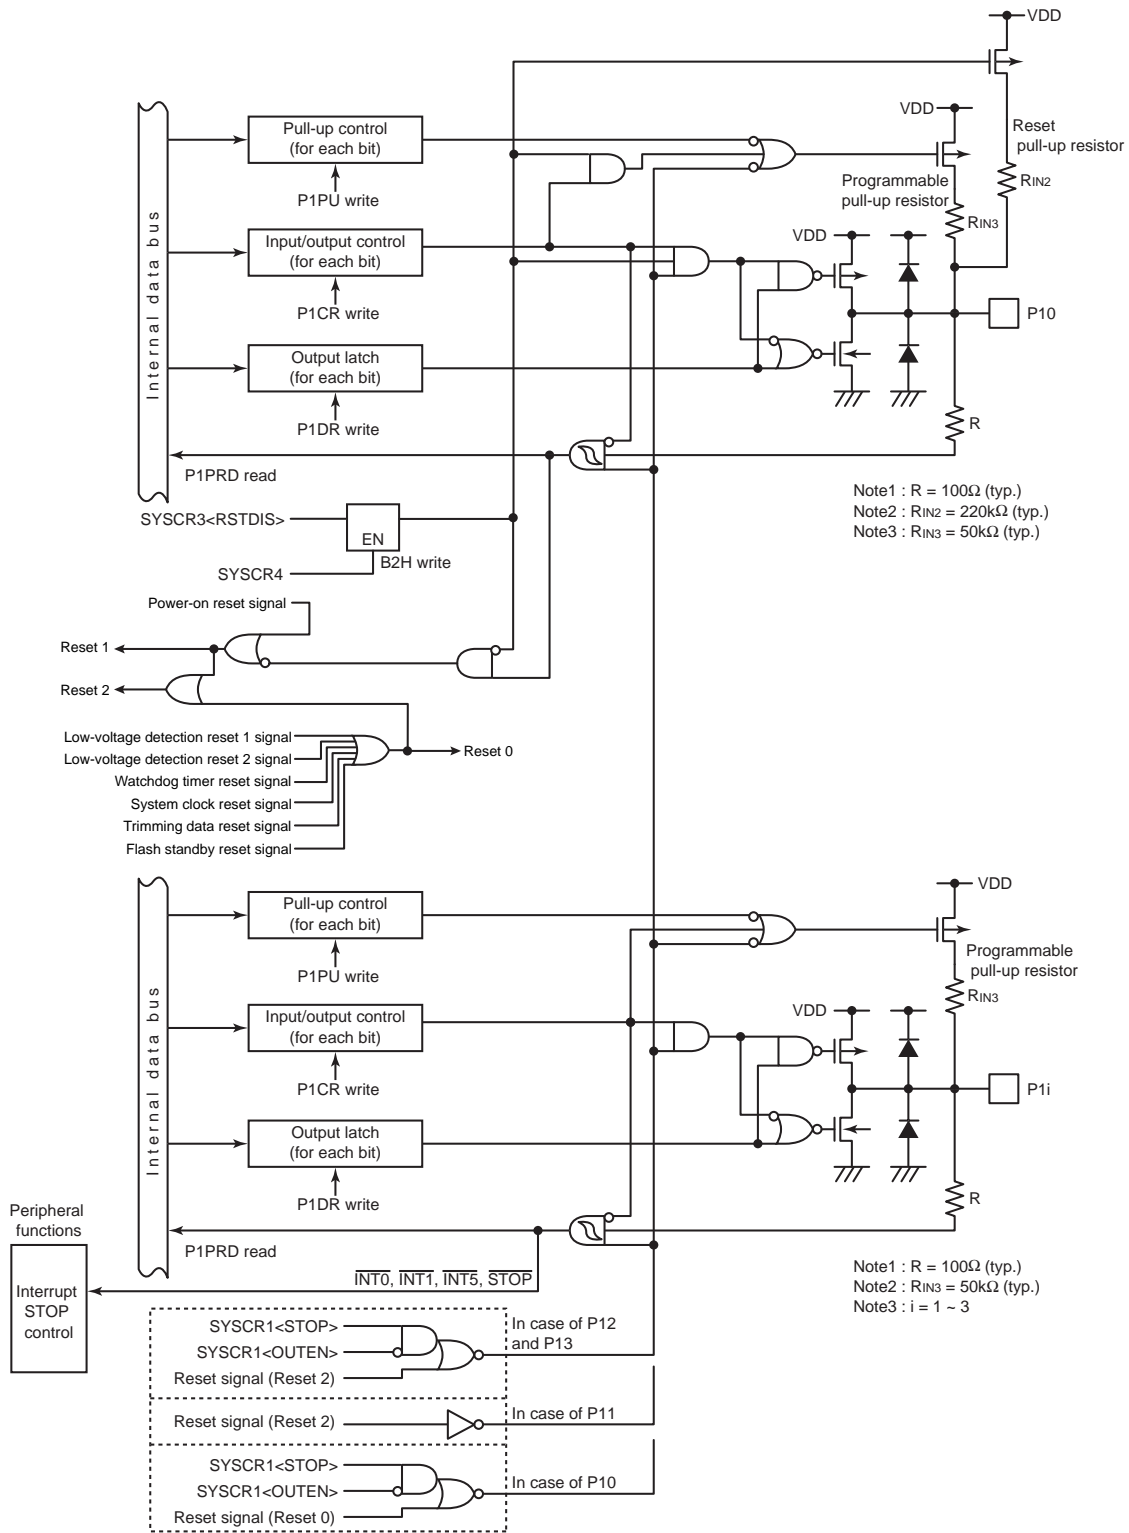 VDD
VDD
Reset
pull-up resistor
Pull-up control
(for each bit)
RIN2
P1PU write
Programmable
pull-up resistor
RIN3
Internal data bus
Input/output control
(for each bit)
VDD
P1CR write
P10
Output latch
(for each bit)
P1DR write
R
P1PRD read
Note1 : R = 100Ω (typ.)
Note2 : RIN2 = 220kΩ (typ.)
Note3 : RIN3 = 50kΩ (typ.)
SYSCR3<RSTDIS>
EN
B2H write
SYSCR4
Power-on reset signal
Reset 1
Reset 2
Low-voltage detection reset 1 signal
Reset 0
Low-voltage detection reset 2 signal
Watchdog timer reset signal
System clock reset signal
Trimming data reset signal
Flash standby reset signal
VDD
Pull-up control
(for each bit)
Programmable
pull-up resistor
P1PU write
RIN3
Internal data bus
Input/output control
(for each bit)
VDD
P1CR write
P1i
Output latch
(for each bit)
P1DR write
R
Peripheral
functions
P1PRD read
INT0, INT1, INT5, STOP
Interrupt
STOP
control
Note1 : R = 100Ω (typ.)
Note2 : RIN3 = 50kΩ (typ.)
Note3 : i = 1 ~ 3
SYSCR1<STOP>
In case of P12
and P13
SYSCR1<OUTEN>
Reset signal (Reset 2)
Reset signal (Reset 2)
In case of P11
SYSCR1<STOP>
In case of P10
SYSCR1<OUTEN>
Reset signal (Reset 0)